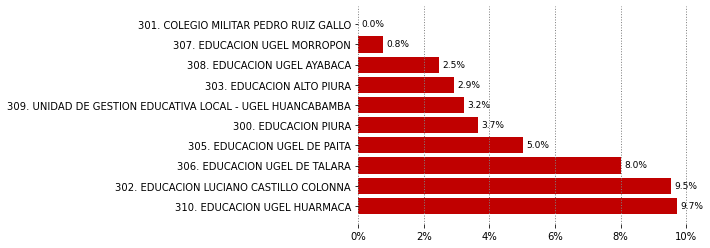 301. COLEGIO MILITAR PEDRO RUIZ GALLO 0.0%
307. EDUCACION UGEL MORROPON 0.8%
308. EDUCACION UGEL AYABACA 2.5%
303. EDUCACION ALTO PIURA 2.9%
309. UNIDAD DE GESTION EDUCATIVA LOCAL - UGEL HUANCABAMBA 3.2%
300. EDUCACION PIURA 3.7%
305. EDUCACION UGEL DE PAITA 5.0%
306. EDUCACION UGEL DE TALARA 8.0%
302. EDUCACION LUCIANO CASTILLO COLONNA 9.5%
310. EDUCACION UGEL HUARMACA 9.7%
0% 2% 4% 6% 8% 10%